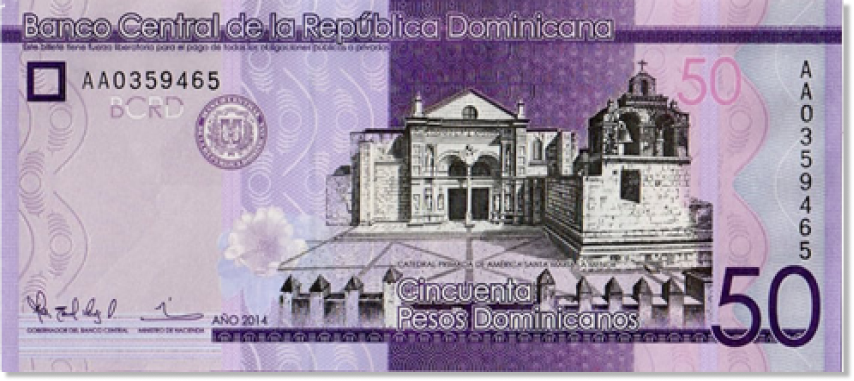 Banco Central de la República Dominicana
Este billete tiene fuerza liberatoria para el pago de todas las obligaciones públicas o privadas
AA0359465
BCRD
50
AA0359465
CATEDRAL PRIMADA DE AMÉRICA SANTA MARÍA LA MENOR
Cincuenta
Pesos Dominicanos
50
GOBERNADOR DEL BANCO CENTRAL
MINISTRO DE HACIENDA
AÑO 2014